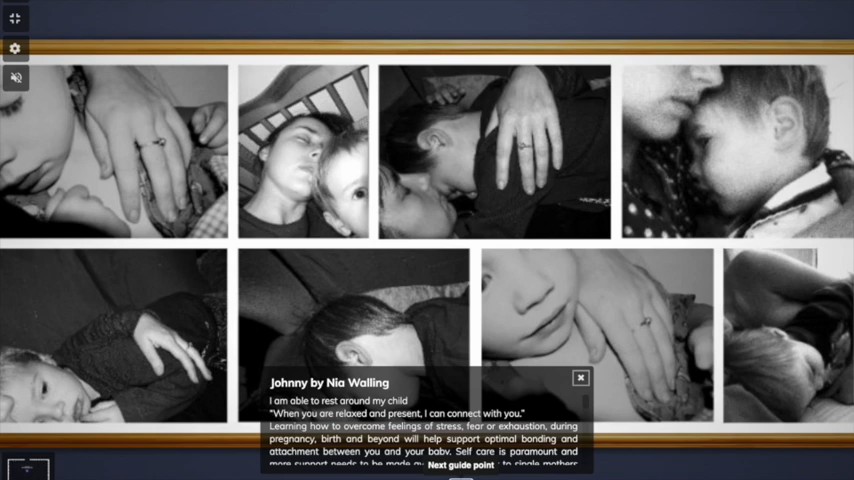 Johnny by Nia Walling
I am able to rest around my child
"When you are relaxed and present, I can connect with you."
Learning how to overcome feelings of stress, fear or exhaustion, during
pregnancy, birth and beyond will help support optimal bonding and
attachment between you and your baby. Self care is paramount and
more support needs to be made to single mothers
Next guide point